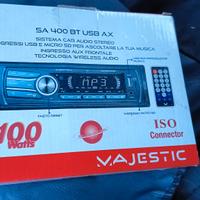 SA 400 BT USB AX
SISTEMA CAR AUDIO STEREO
INGRESSI USB E MICRO SD PER ASCOLTARE LA TUA MUSICA
INGRESSO AUX FRONTALE
TECNOLOGIA WIRELESS AUDIO
MP3
100
Watts
ISO
Connector
MAJESTIC